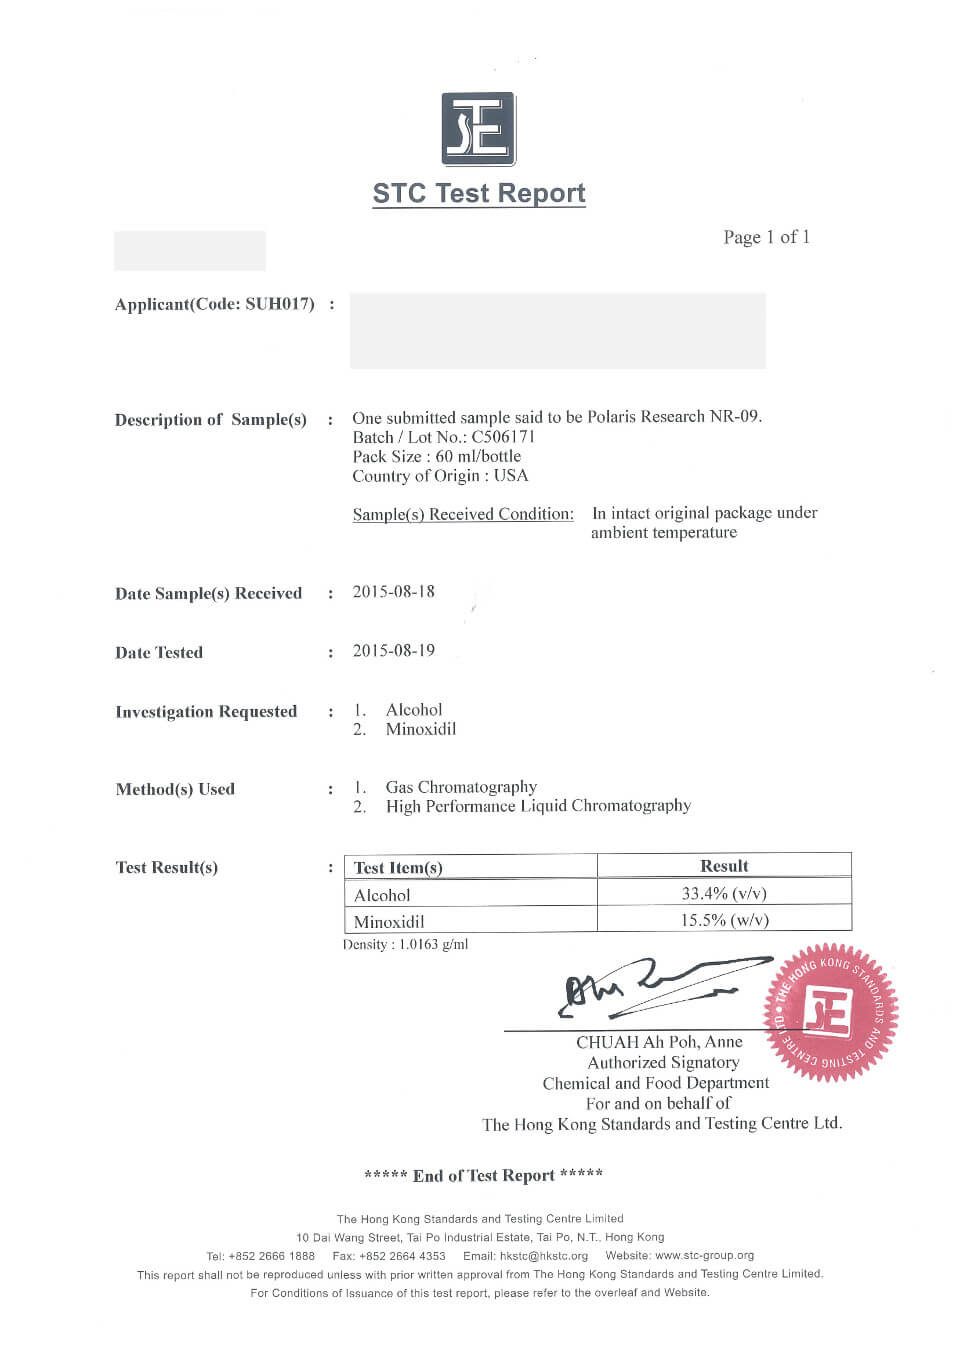 STE
STC Test Report
Page 1 of 1
Applicant(Code: SUH017) :
Description of Sample(s) : One submitted sample said to be Polaris Research NR-09.
Batch / Lot No.: C506171
Pack Size : 60 ml/bottle
Country of Origin : USA
Sample(s) Received Condition: In intact original package under
ambient temperature
Date Sample(s) Received : 2015-08-18
Date Tested : 2015-08-19
Investigation Requested : 1. Alcohol
2. Minoxidil
Method(s) Used : 1. Gas Chromatography
2. High Performance Liquid Chromatography
Test Result(s) : Test Item(s) Result
Alcohol 33.4% (v/v)
Minoxidil 15.5% (w/v)
Density : 1.0163 g/ml
THE HONG KONG STANDARDS AND TESTING CENTRE LTD
STE
CHUAH Ah Poh, Anne
Authorized Signatory
Chemical and Food Department
For and on behalf of
The Hong Kong Standards and Testing Centre Ltd.
***** End of Test Report *****
The Hong Kong Standards and Testing Centre Limited
10 Dai Wang Street, Tai Po Industrial Estate, Tai Po, N.T., Hong Kong
Tel: +852 2666 1888 Fax: +852 2664 4353 Email: hkstc@hkstc.org Website: www.stc-group.org
This report shall not be reproduced unless with prior written approval from The Hong Kong Standards and Testing Centre Limited.
For Conditions of Issuance of this test report, please refer to the overleaf and Website.